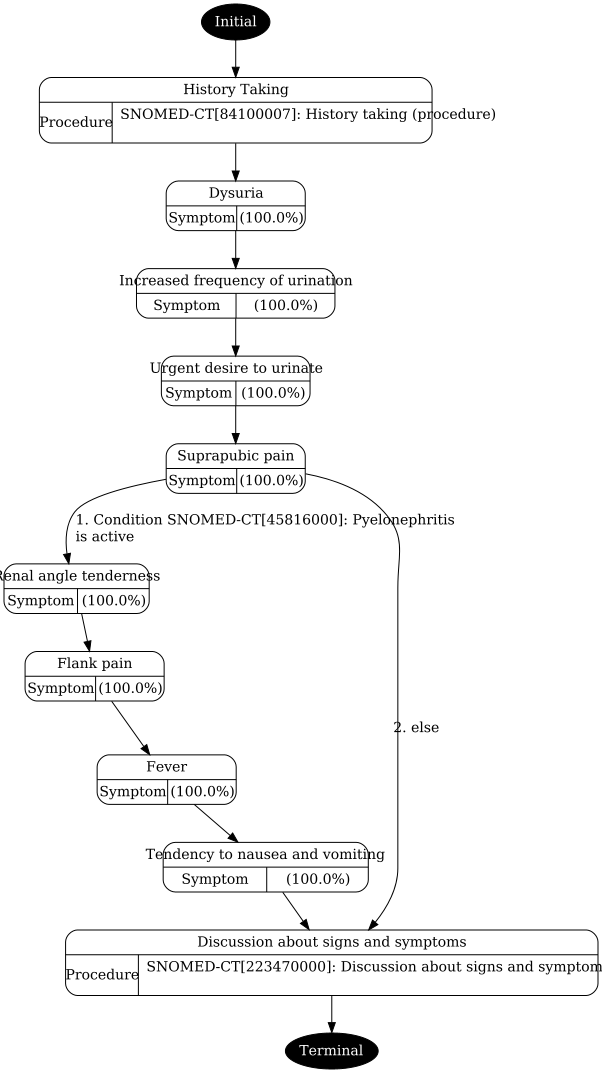 Initial
History Taking
Procedure
SNOMED-CT[84100007]: History taking (procedure)
Dysuria
Symptom (100.0%)
Increased frequency of urination
Symptom (100.0%)
Urgent desire to urinate
Symptom (100.0%)
Suprapubic pain
Symptom (100.0%)
1. Condition SNOMED-CT[45816000]: Pyelonephritis
is active
Renal angle tenderness
Symptom (100.0%)
Flank pain
Symptom (100.0%)
2. else
Fever
Symptom (100.0%)
Tendency to nausea and vomiting
Symptom (100.0%)
Discussion about signs and symptoms
Procedure
SNOMED-CT[223470000]: Discussion about signs and symptom
Terminal